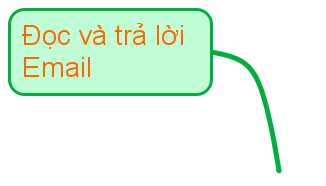 Đọc và trả lời
Email